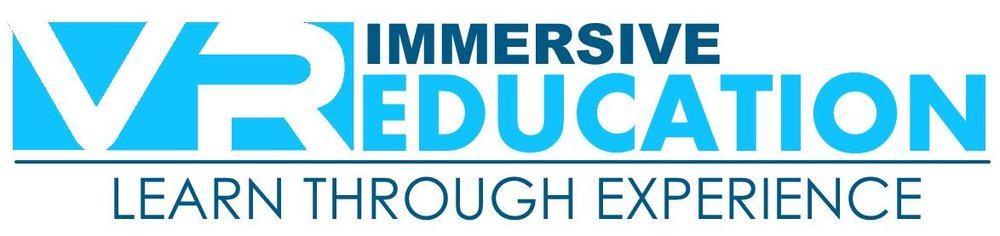 VR IMMERSIVE
EDUCATION
LEARN THROUGH EXPERIENCE